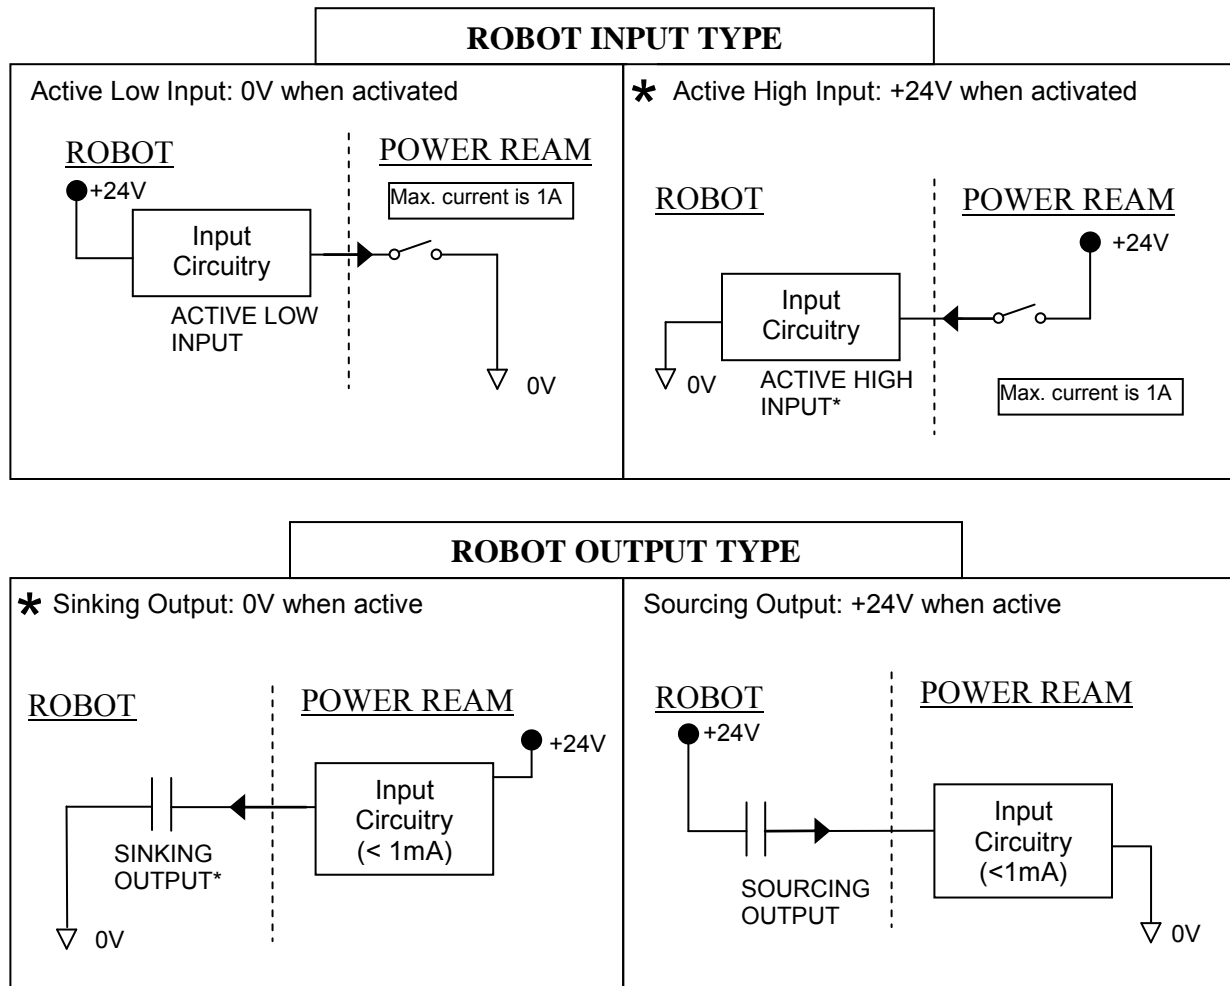 ROBOT INPUT TYPE
Active Low Input: 0V when activated
ROBOT
POWER REAM
+24V
Max. current is 1A
Input
Circuitry
ACTIVE LOW
INPUT
0V
* Active High Input: +24V when activated
ROBOT
POWER REAM
+24V
Input
Circuitry
0V
ACTIVE HIGH
INPUT*
Max. current is 1A
ROBOT OUTPUT TYPE
* Sinking Output: 0V when active
ROBOT
POWER REAM
+24V
Input
Circuitry
(< 1mA)
SINKING
OUTPUT*
0V
Sourcing Output: +24V when active
ROBOT
POWER REAM
+24V
Input
Circuitry
(<1mA)
SOURCING
OUTPUT
0V